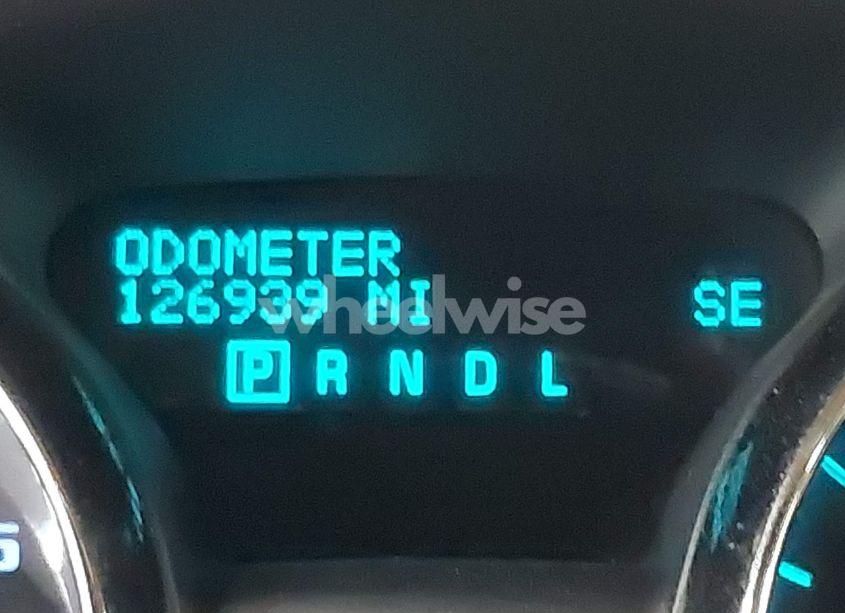 ODOMETER
126939 MI SE
wheelwise
P R N D L